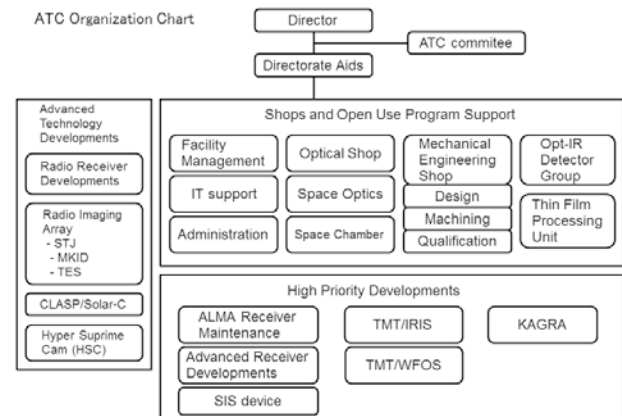 ATC Organization Chart
Director
ATC commitee
Directorate Aids
Advanced
Technology
Developments
Radio Receiver
Developments
Radio Imaging
Array
- STJ
- MKID
- TES
CLASP/Solar-C
Hyper Suprime
Cam (HSC)
Shops and Open Use Program Support
Facility
Management
IT support
Administration
Optical Shop
Space Optics
Space Chamber
Mechanical
Engineering
Shop
Design
Machining
Qualification
Opt-IR
Detector
Group
Thin Film
Processing
Unit
High Priority Developments
ALMA Receiver
Maintenance
Advanced Receiver
Developments
SIS device
TMT/IRIS
TMT/WFOS
KAGRA